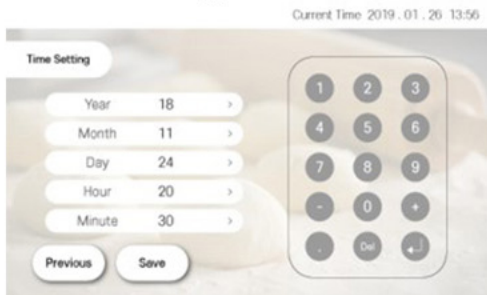 Current Time 2019 . 01 . 26 13:56
Time Setting
Year 18 >
Month 11 >
Day 24 >
Hour 20 >
Minute 30 >
Previous Save
1 2 3
4 5 6
7 8 9
- 0 +
. Del